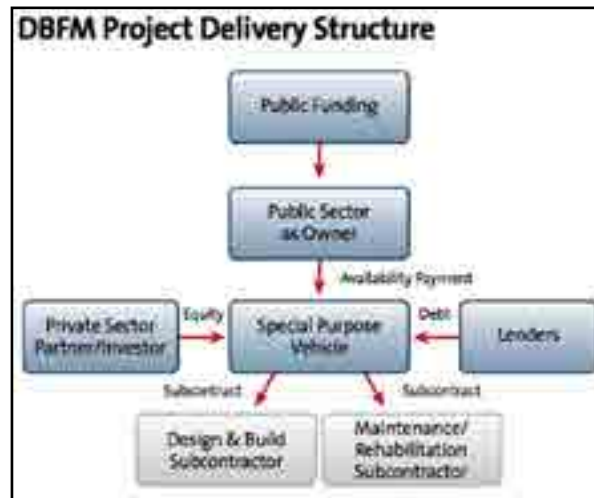 DBFM Project Delivery Structure
Public Funding
Public Sector
as Owner
Availability Payment
Private Sector
Partner/Investor
Equity
Special Purpose
Vehicle
Debt
Lenders
Subcontract
Subcontract
Design & Build
Subcontractor
Maintenance/
Rehabilitation
Subcontractor